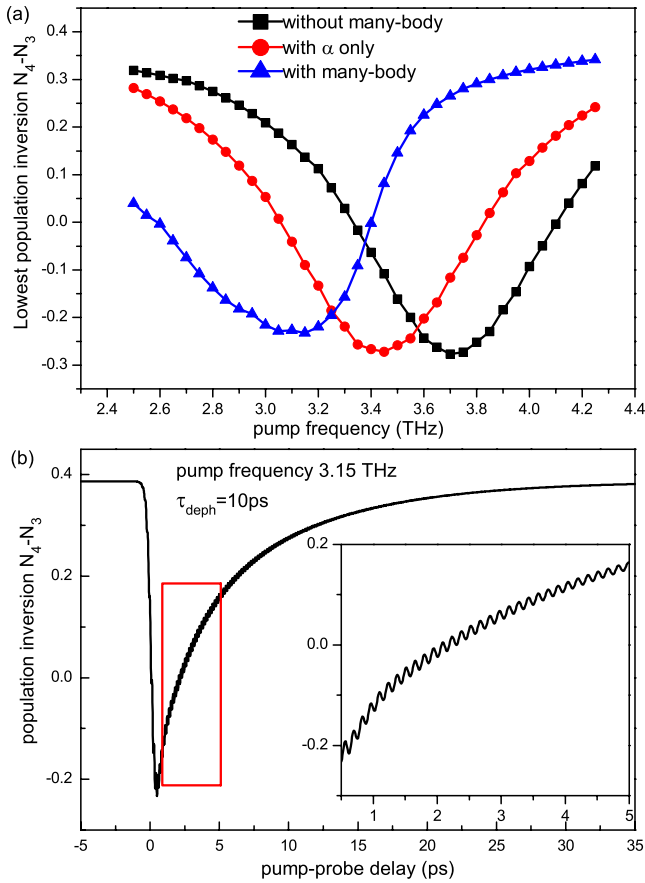 (a)
without many-body
with α only
with many-body
Lowest population inversion N4-N3
0.4
0.3
0.2
0.1
0.0
-0.1
-0.2
-0.3
2.4 2.6 2.8 3.0 3.2 3.4 3.6 3.8 4.0 4.2 4.4
pump frequency (THz)
(b)
pump frequency 3.15 THz
τdeph=10ps
population inversion N4-N3
0.4
0.2
0.0
-0.2
-5 0 5 10 15 20 25 30 35
pump-probe delay (ps)
0.2
0.0
-0.2
1 2 3 4 5